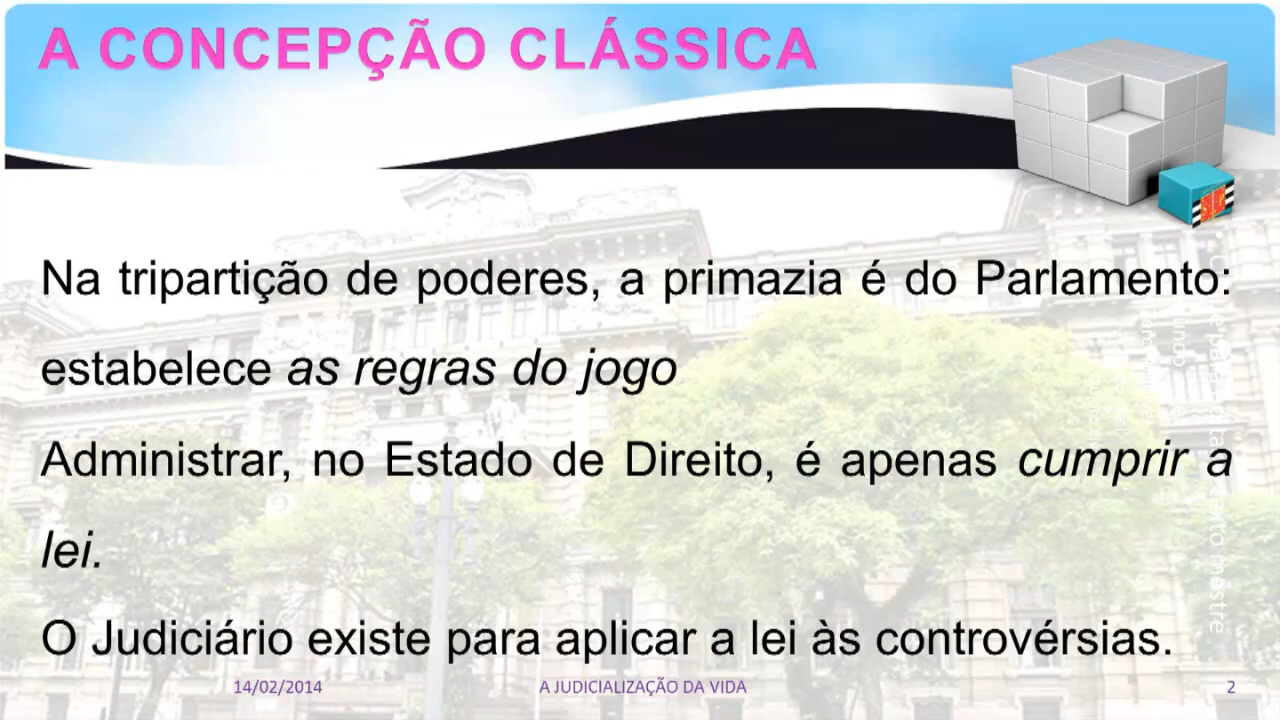 A CONCEPÇÃO CLÁSSICA
Na tripartição de poderes, a primazia é do Parlamento:
estabelece as regras do jogo
Administrar, no Estado de Direito, é apenas cumprir a
lei.
O Judiciário existe para aplicar a lei às controvérsias.
14/02/2014
A JUDICIALIZAÇÃO DA VIDA
2